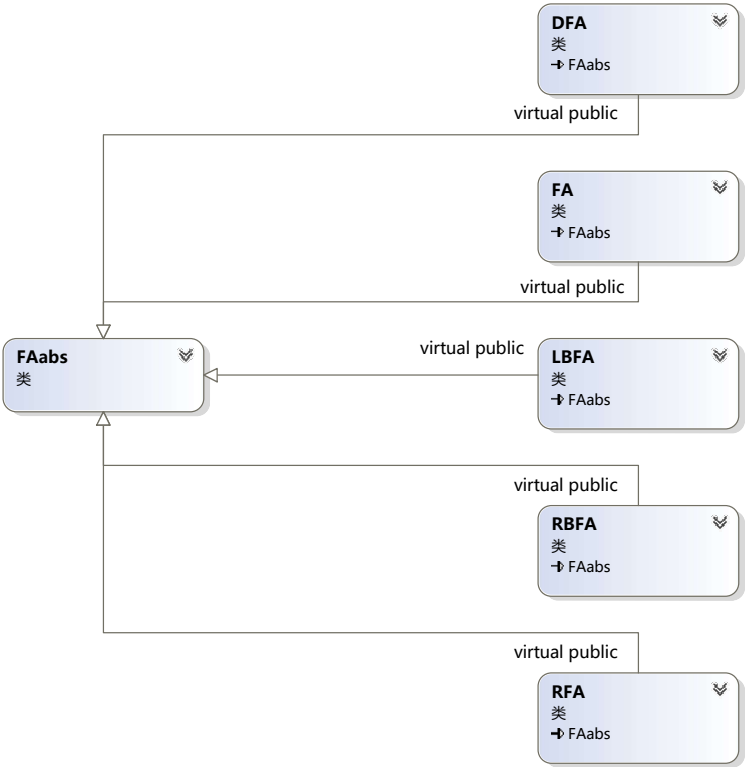 DFA
类
FAabs
virtual public
FA
类
FAabs
virtual public
FAabs
类
virtual public
LBFA
类
FAabs
virtual public
RBFA
类
FAabs
virtual public
RFA
类
FAabs